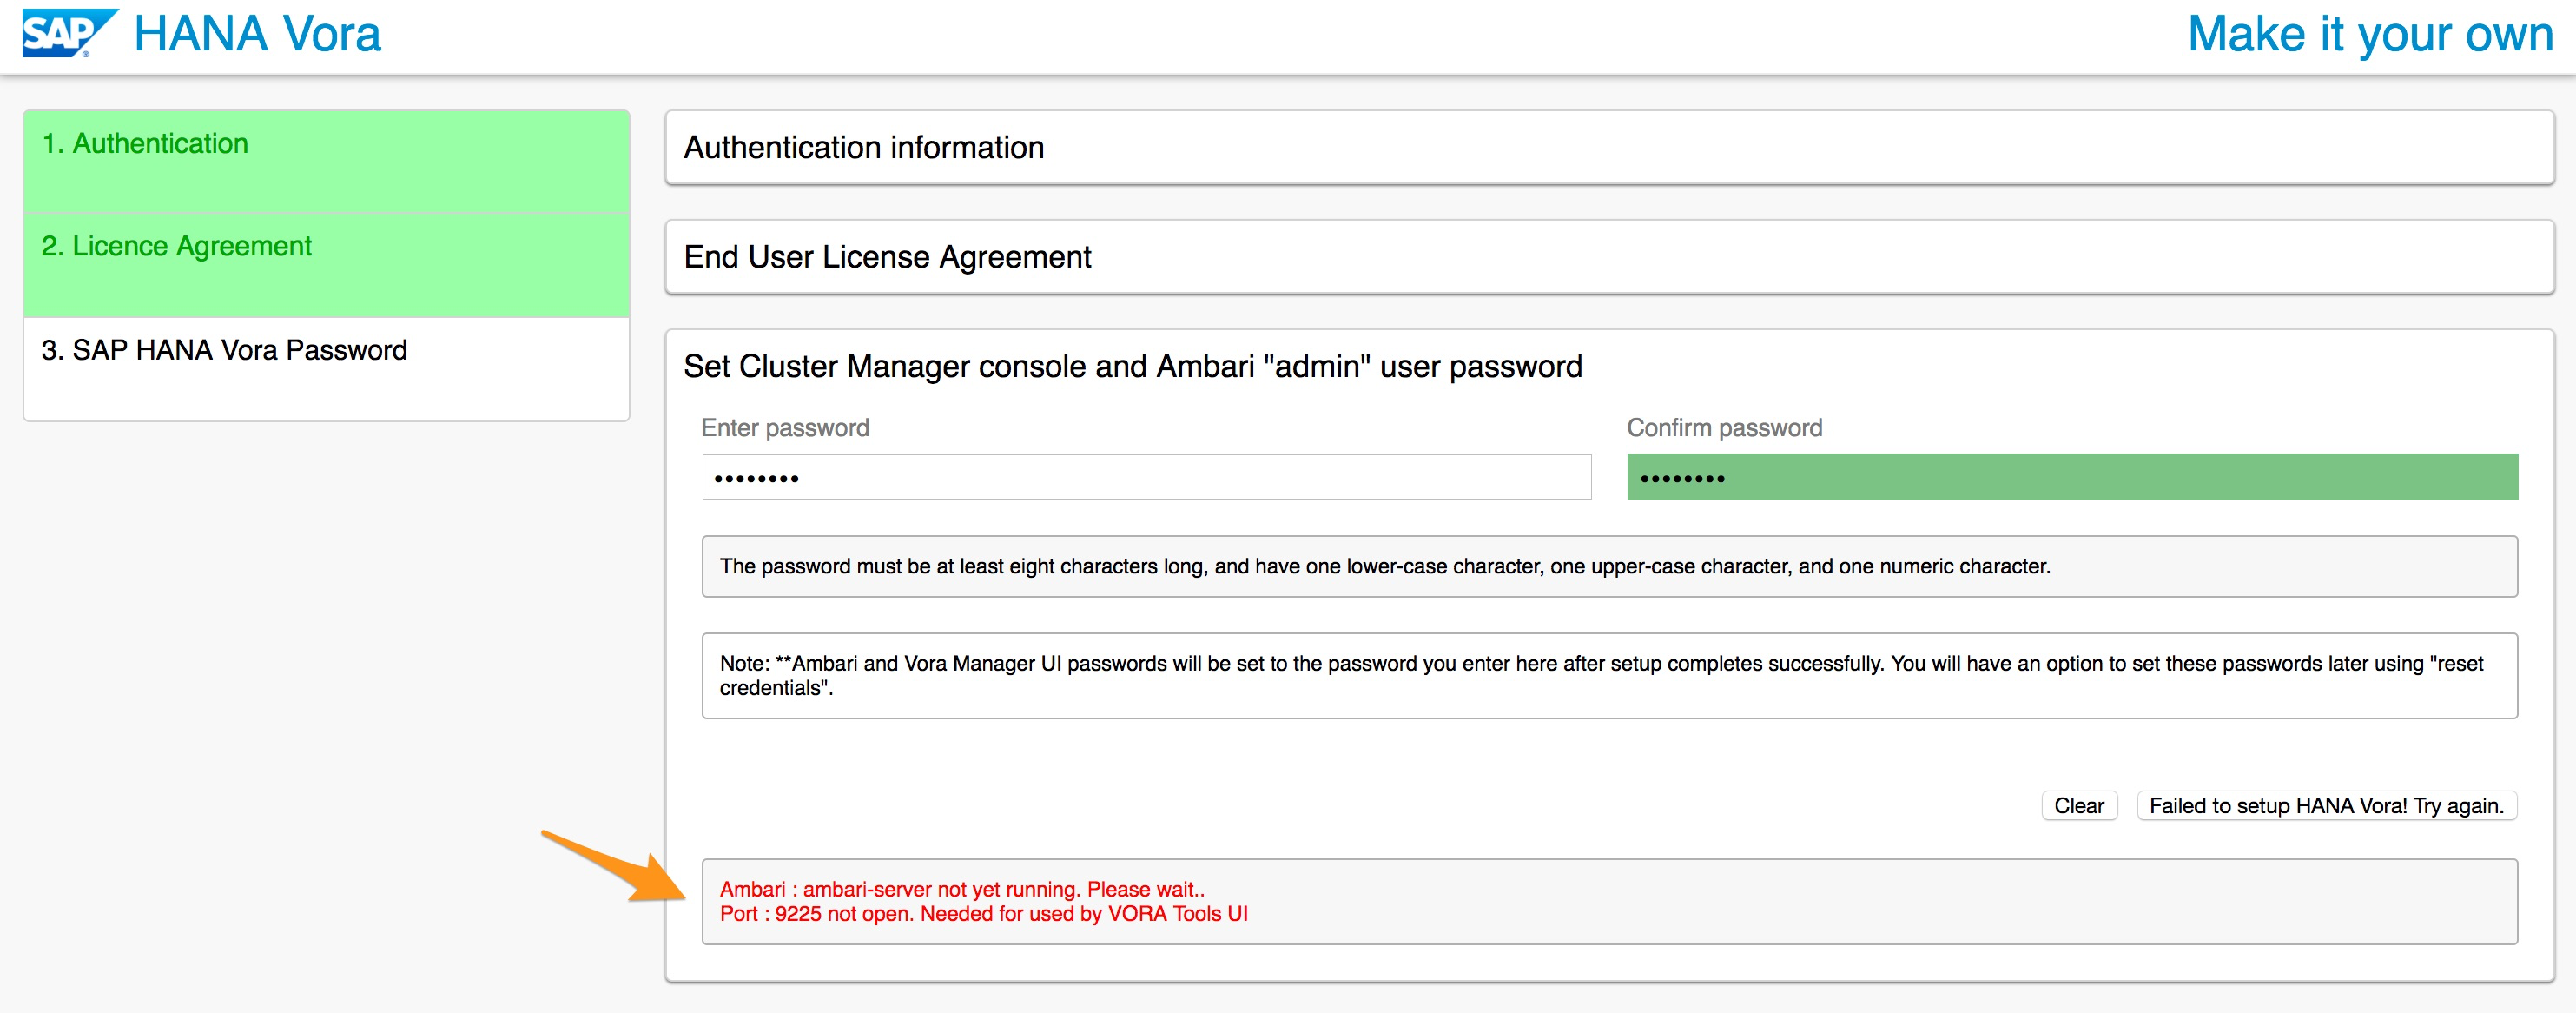 SAP HANA Vora
Make it your own
1. Authentication
2. Licence Agreement
3. SAP HANA Vora Password
Authentication information
End User License Agreement
Set Cluster Manager console and Ambari "admin" user password
Enter password
Confirm password
••••••••
••••••••
The password must be at least eight characters long, and have one lower-case character, one upper-case character, and one numeric character.
Note: **Ambari and Vora Manager UI passwords will be set to the password you enter here after setup completes successfully. You will have an option to set these passwords later using "reset
credentials".
Clear
Failed to setup HANA Vora! Try again.
Ambari : ambari-server not yet running. Please wait..
Port : 9225 not open. Needed for used by VORA Tools UI